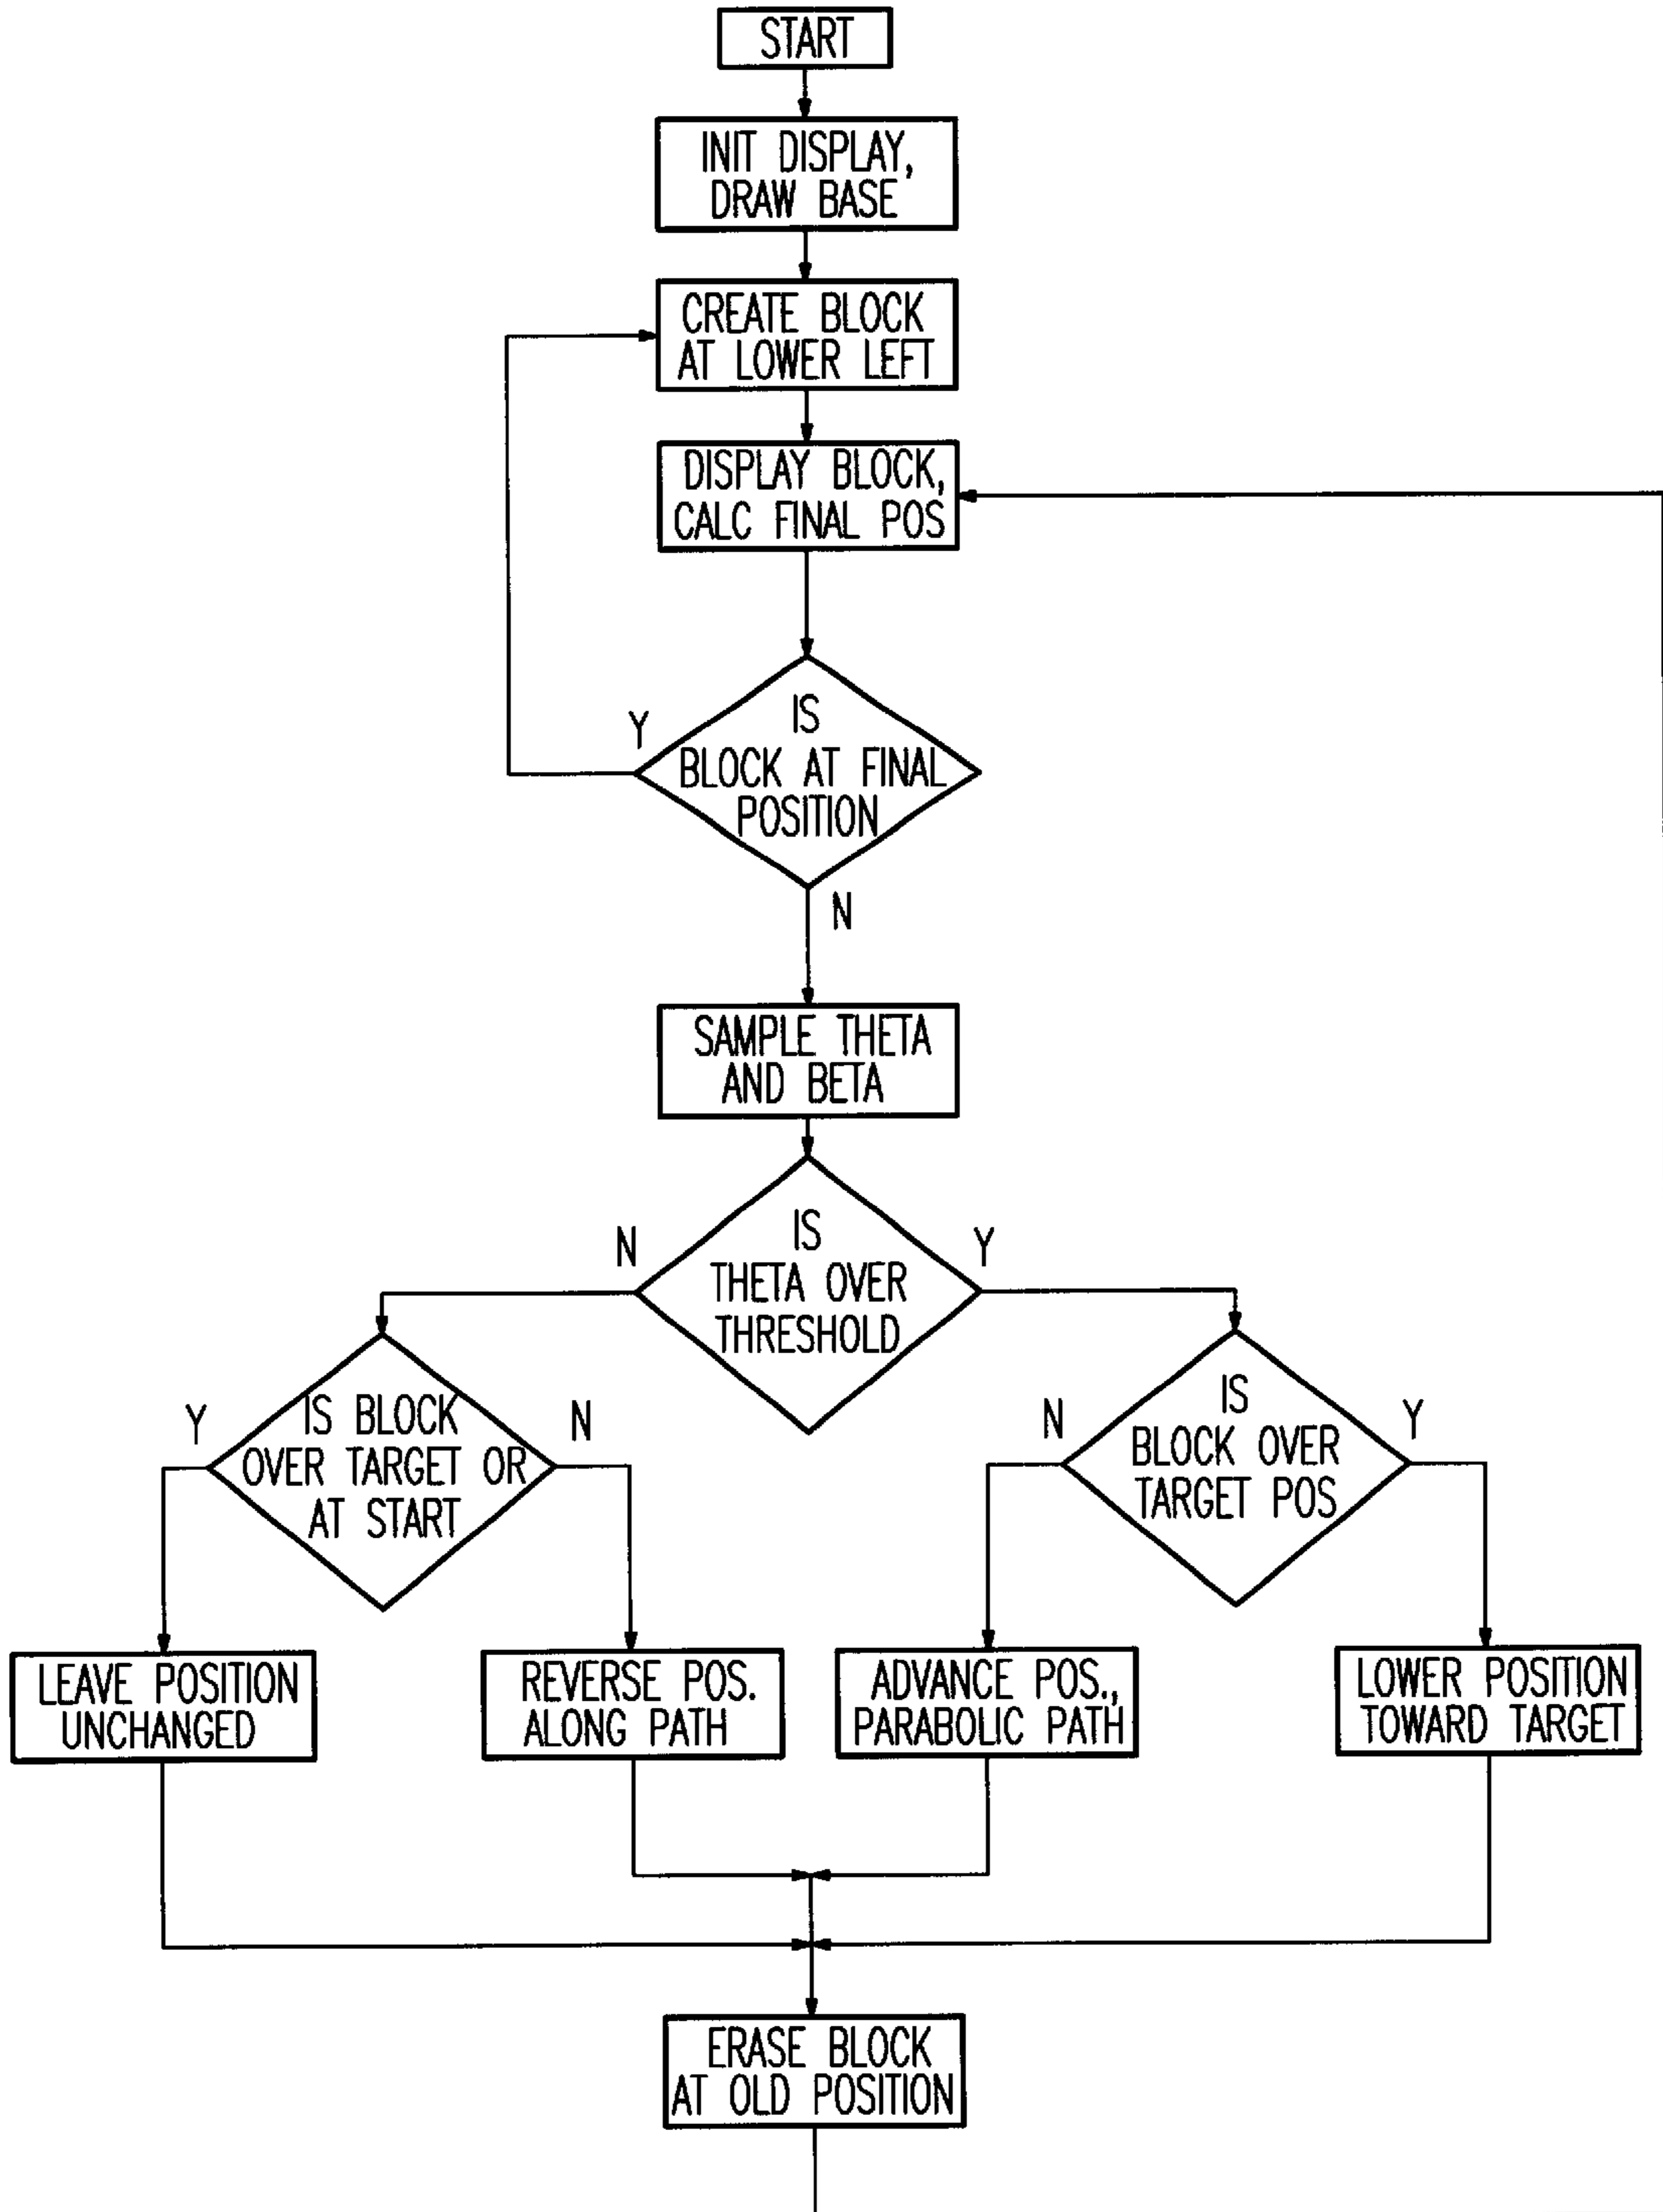 START
INIT DISPLAY,
DRAW BASE
CREATE BLOCK
AT LOWER LEFT
DISPLAY BLOCK,
CALC FINAL POS
IS
BLOCK AT FINAL
POSITION
Y
N
SAMPLE THETA
AND BETA
IS
THETA OVER
THRESHOLD
N
Y
IS BLOCK
OVER TARGET OR
AT START
Y
N
IS
BLOCK OVER
TARGET POS
N
Y
LEAVE POSITION
UNCHANGED
REVERSE POS.
ALONG PATH
ADVANCE POS.,
PARABOLIC PATH
LOWER POSITION
TOWARD TARGET
ERASE BLOCK
AT OLD POSITION